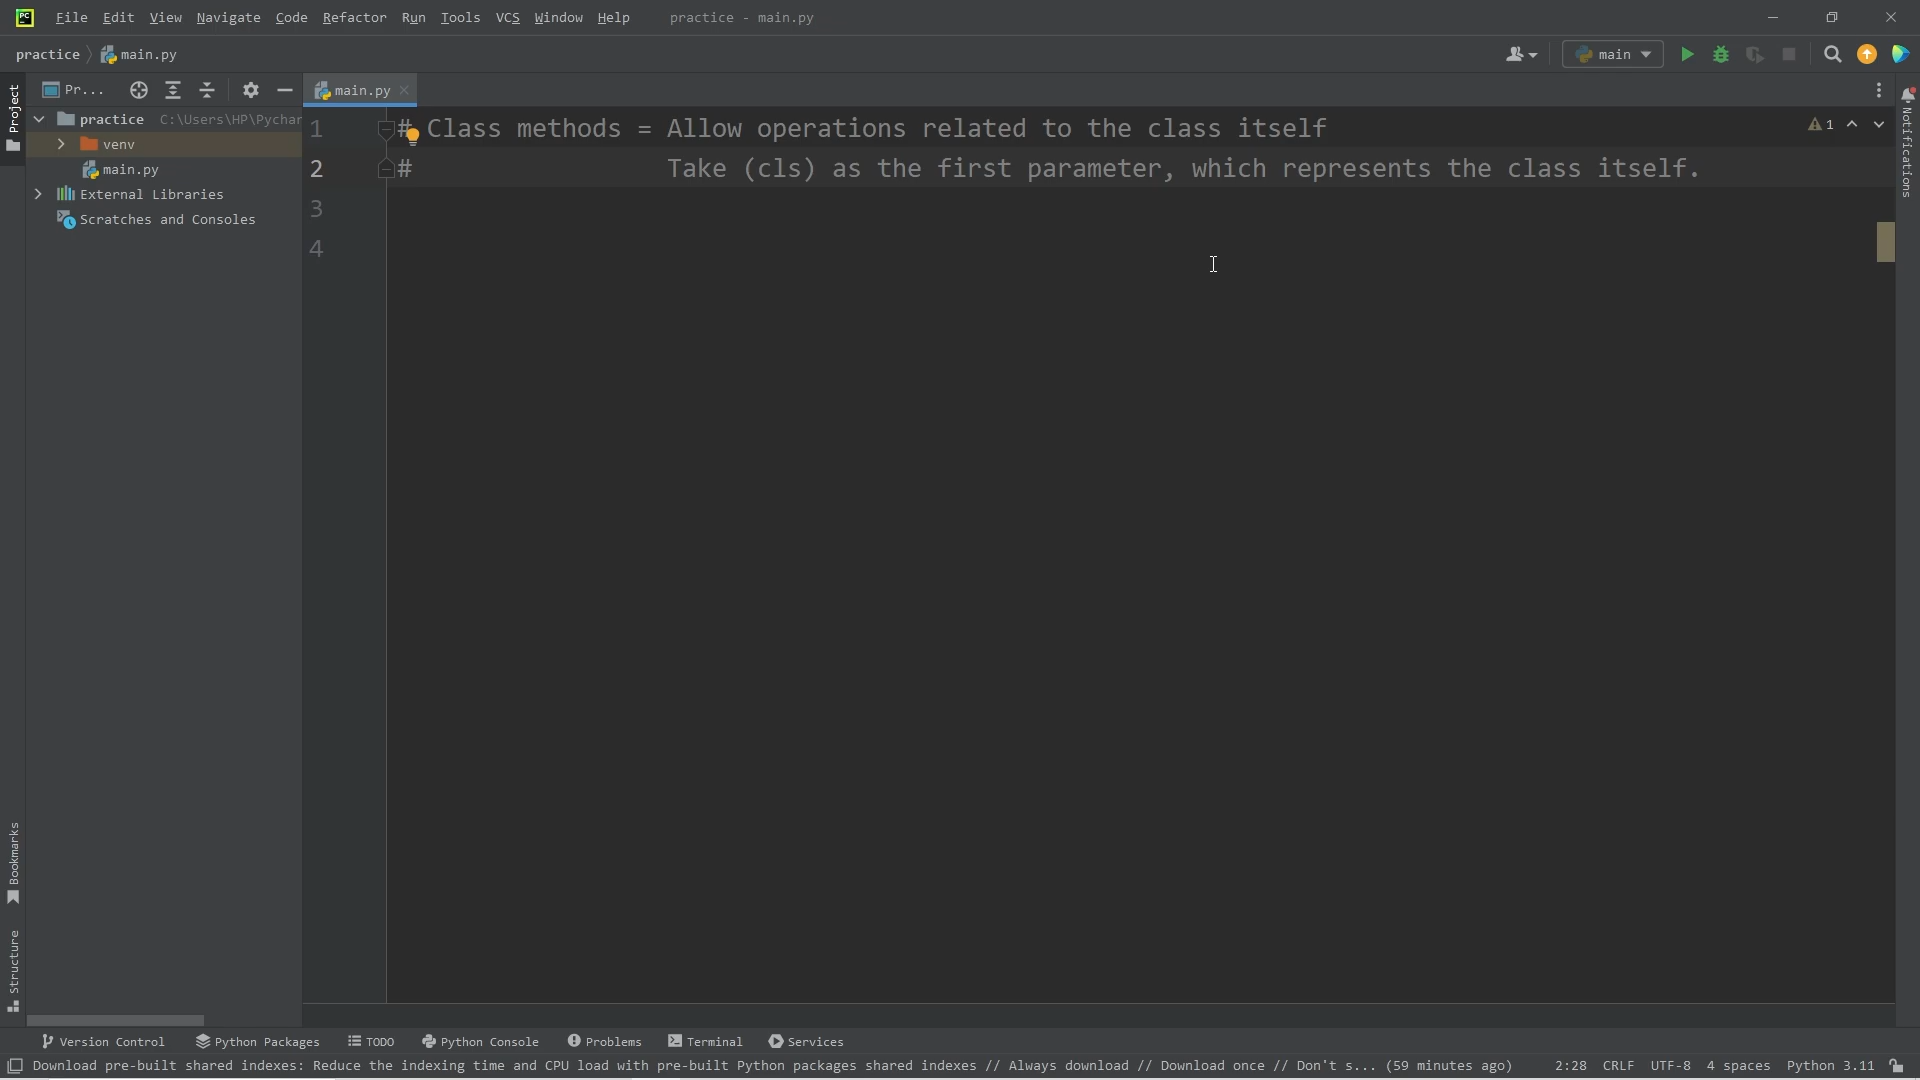 PC File Edit View Navigate Code Refactor Run Tools VCS Window Help practice - main.py
practice main.py main
Project Pr... main.py Notifications
practice C:\Users\HP\Pychar
venv
main.py
External Libraries
Scratches and Consoles
1 # Class methods = Allow operations related to the class itself 1
2 # Take (cls) as the first parameter, which represents the class itself.
3
4
Bookmarks
Structure
Version Control Python Packages TODO Python Console Problems Terminal Services
Download pre-built shared indexes: Reduce the indexing time and CPU load with pre-built Python packages shared indexes // Always download // Download once // Don't s... (59 minutes ago) 2:28 CRLF UTF-8 4 spaces Python 3.11